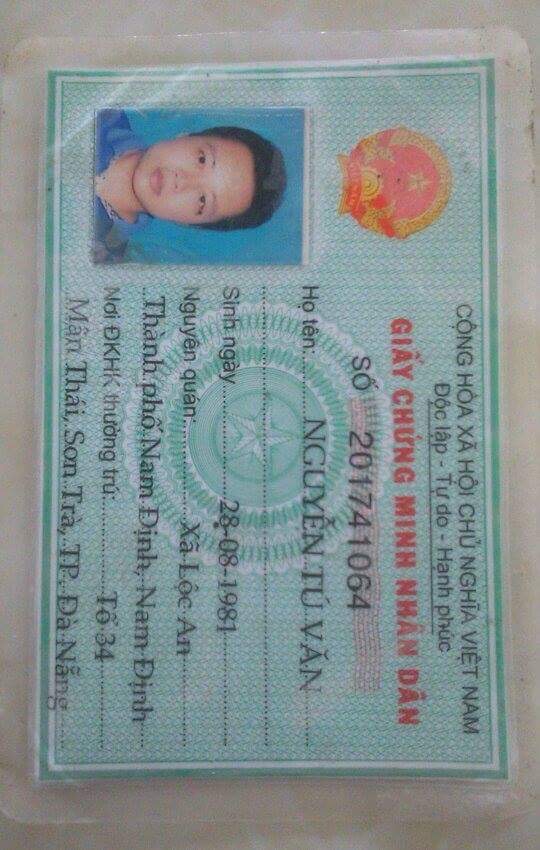 CỘNG HÒA XÃ HỘI CHỦ NGHĨA VIỆT NAM
Độc lập - Tự do - Hạnh phúc
GIẤY CHỨNG MINH NHÂN DÂN
SỐ 201741064
Họ tên: NGUYỄN TÚ VĂN
Sinh ngày 28-08-1981
Nguyên quán: Xã Lộc An
Thành phố Nam Định, Nam Định
Nơi ĐKHK thường trú: Tổ 34
Mân Thái, Sơn Trà, TP. Đà Nẵng